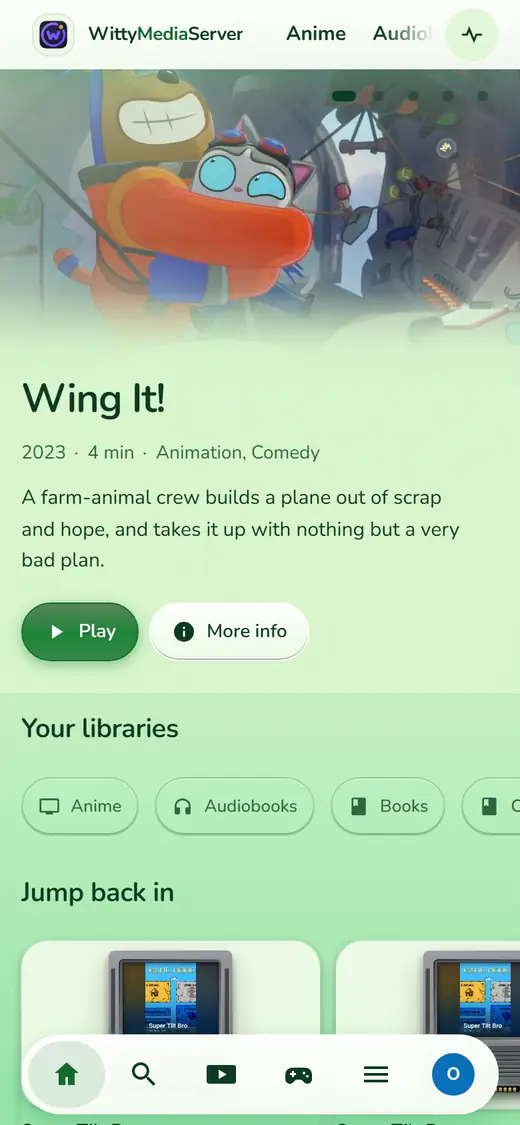 WittyMediaServer
Anime
Wing It!
2023 · 4 min · Animation, Comedy
A farm-animal crew builds a plane out of scrap
and hope, and takes it up with nothing but a very
bad plan.
Play
More info
Your libraries
Anime
Audiobooks
Books
Jump back in
Super Tilt Bro
Super Tilt Bro
O